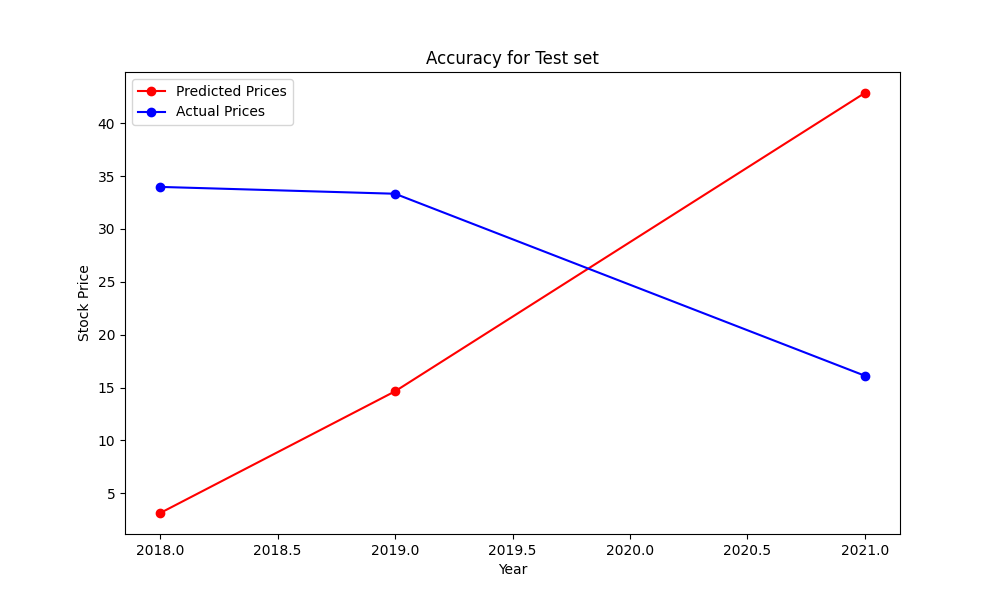 Accuracy for Test set
Predicted Prices
Actual Prices
Stock Price
40
35
30
25
20
15
10
5
2018.0 2018.5 2019.0 2019.5 2020.0 2020.5 2021.0
Year